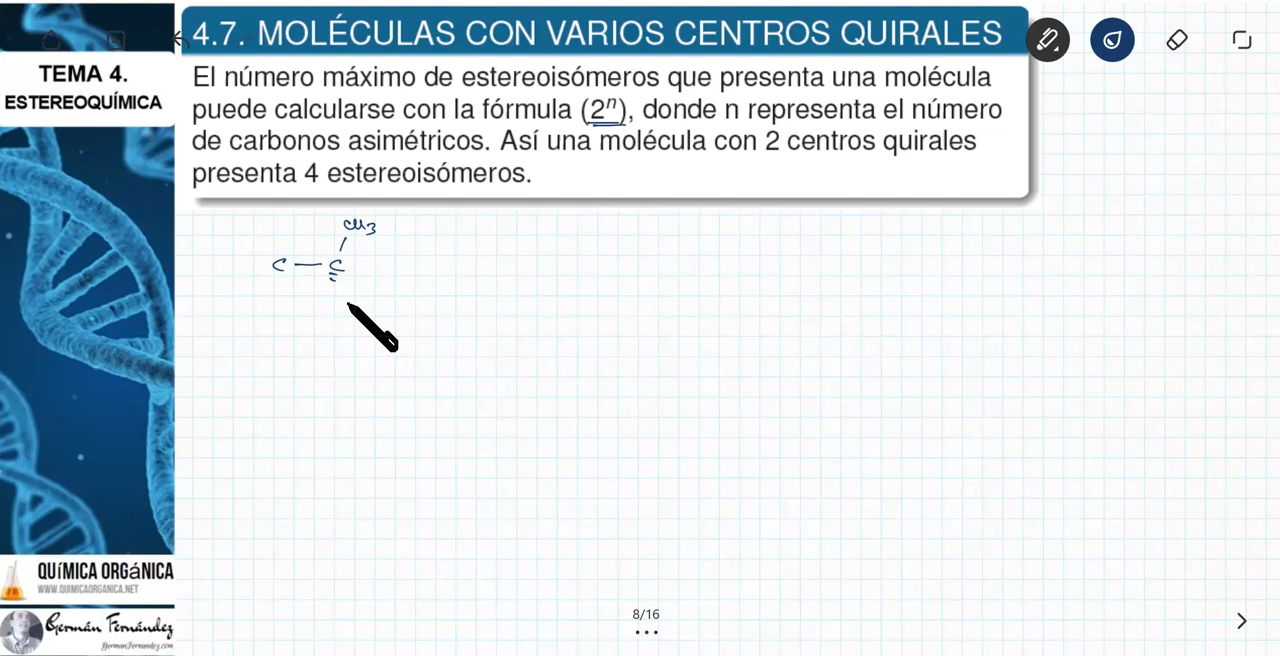 4.7. MOLÉCULAS CON VARIOS CENTROS QUIRALES
TEMA 4.
ESTEREOQUÍMICA
El número máximo de estereoisómeros que presenta una molécula
puede calcularse con la fórmula (2ⁿ), donde n representa el número
de carbonos asimétricos. Así una molécula con 2 centros quirales
presenta 4 estereoisómeros.
CH3
C — C
QUíMICA ORGáNICA
WWW.QUIMICAORGANICA.NET
Germán Fernández
GermanFernandez.com
8/16